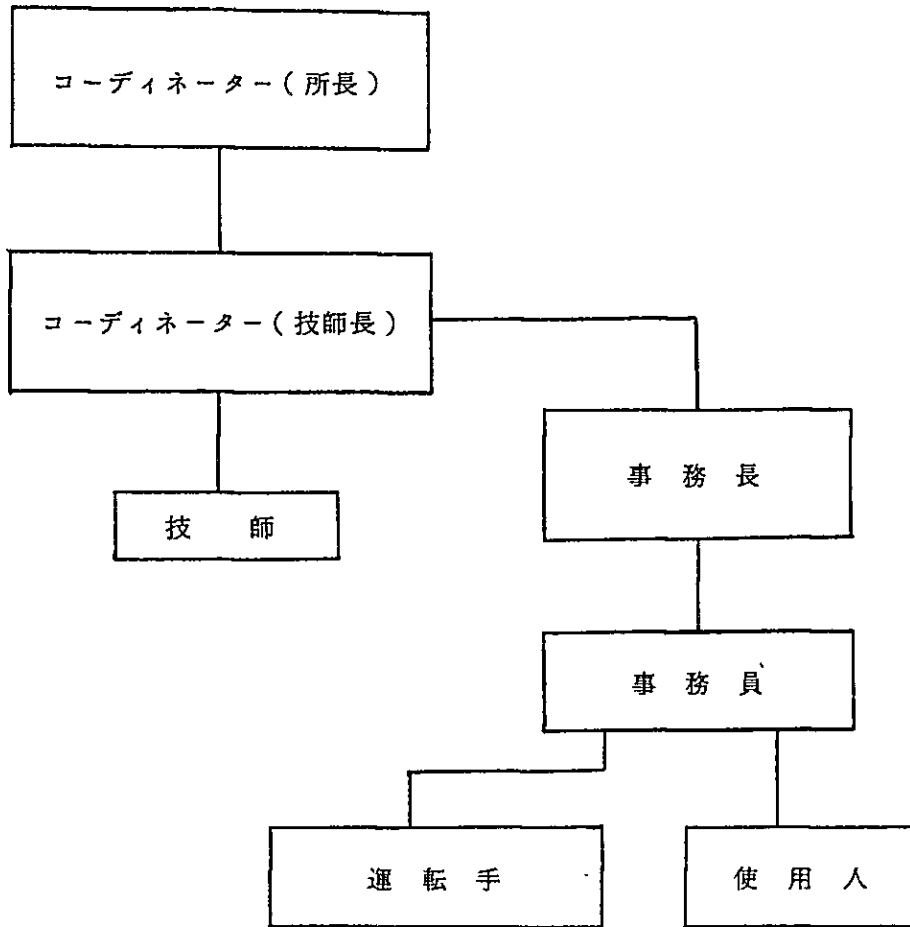 コーディネーター(所長)
コーディネーター(技師長)
事務長
技師
事務員
運転手
使用人